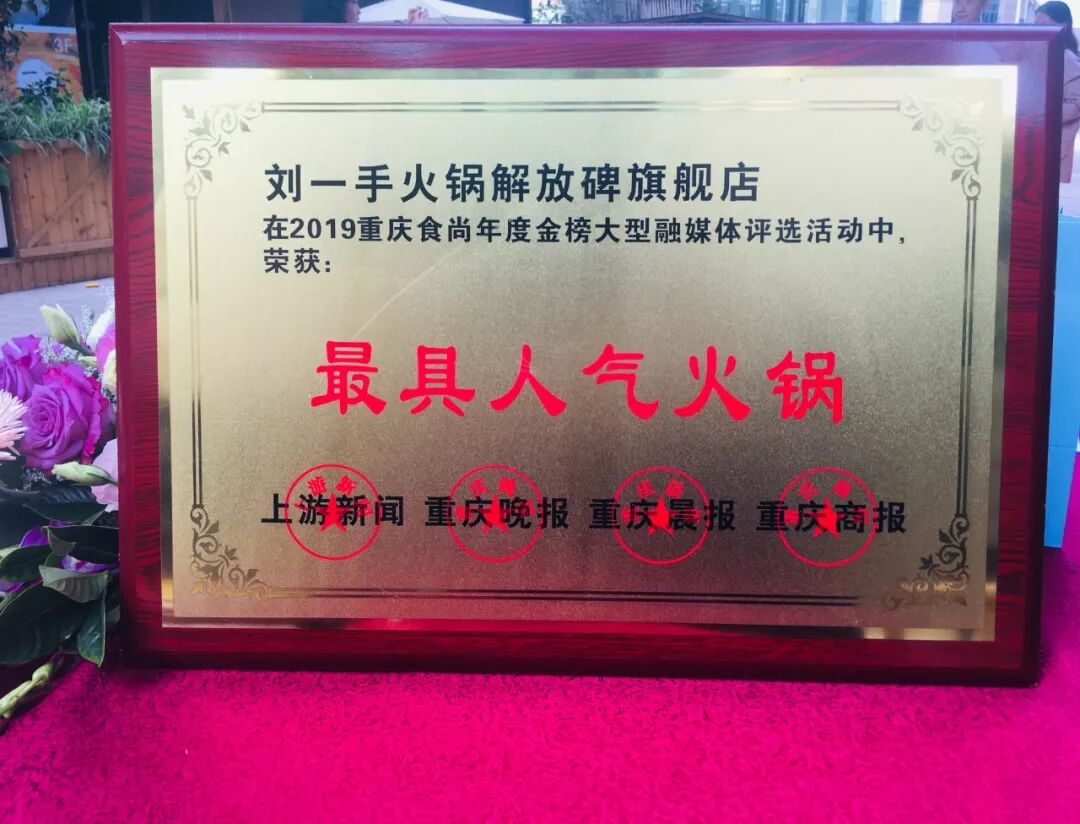 3F
刘一手火锅解放碑旗舰店
在2019重庆食尚年度金榜大型融媒体评选活动中,
荣获:
最具人气火锅
上游新闻 重庆晚报 重庆晨报 重庆商报